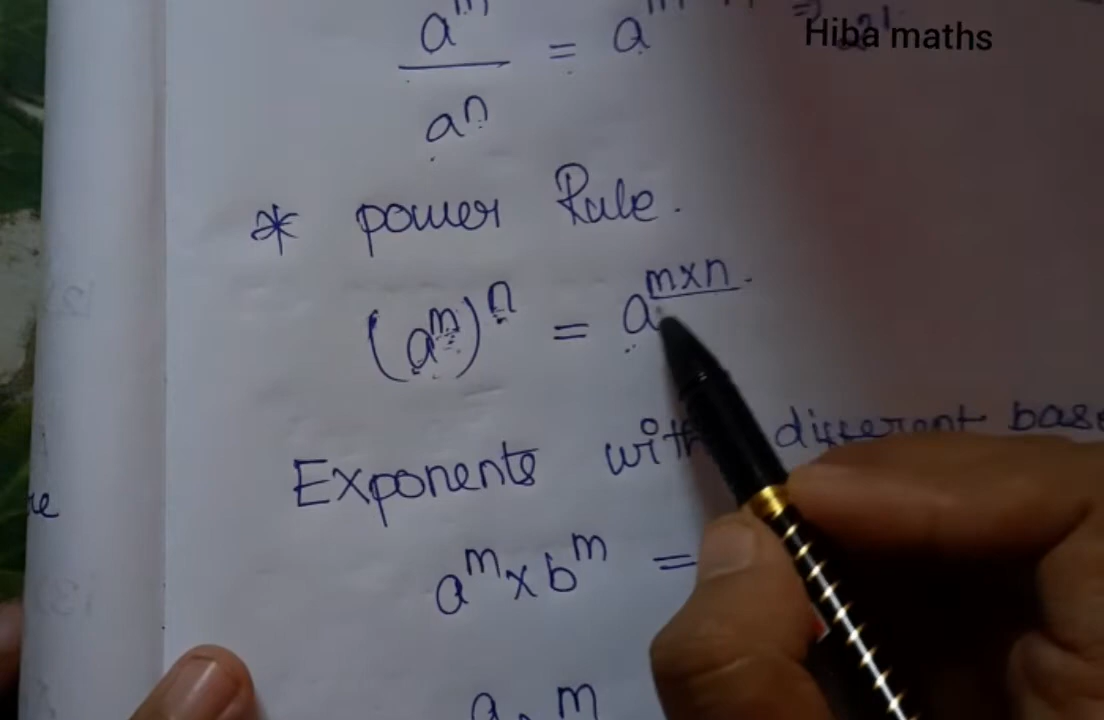 Hiba maths
a^m / a^n = a
* power Rule.
(a^m)^n = a^{m×n}.
Exponents with different bas
a^m × b^m =
a m